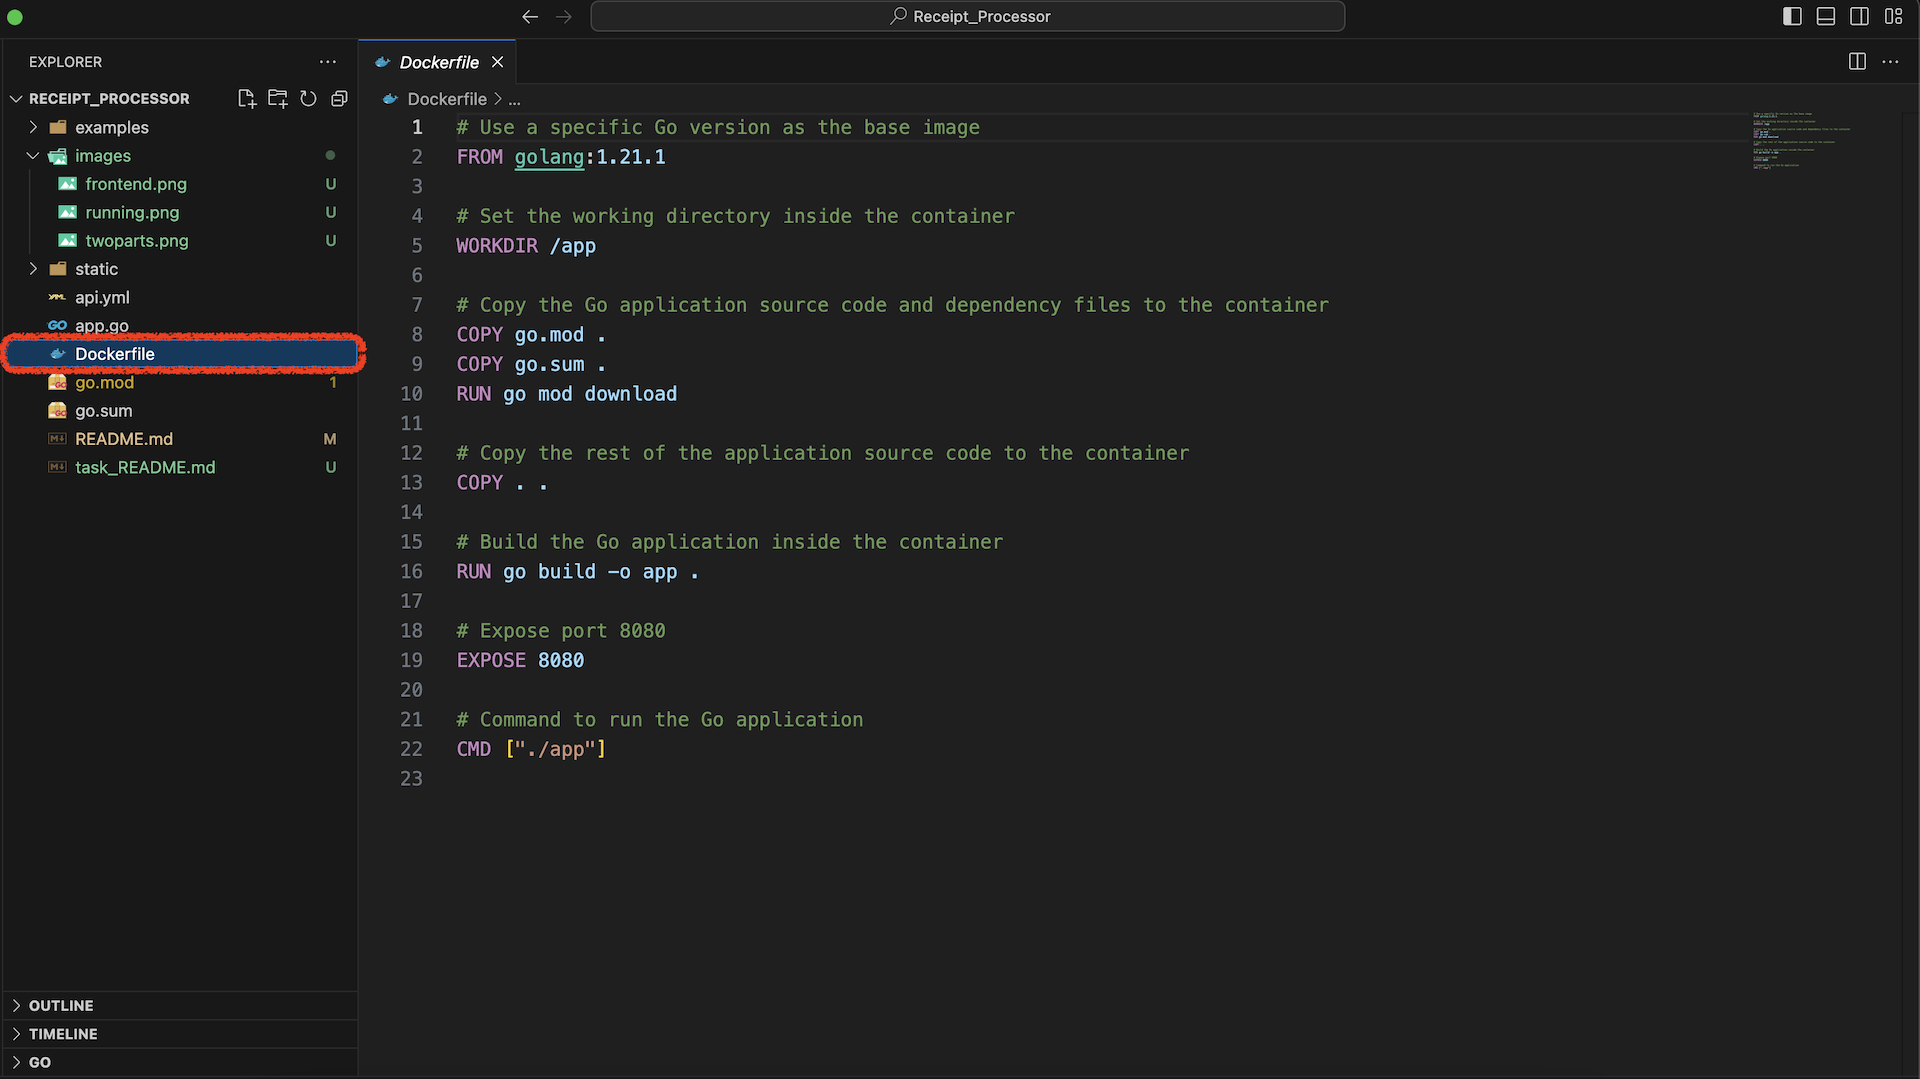 Receipt_Processor
EXPLORER
RECEIPT_PROCESSOR
examples
images
frontend.png U
running.png U
twoparts.png U
static
api.yml
app.go
Dockerfile
go.mod 1
go.sum
README.md M
task_README.md U
OUTLINE
TIMELINE
GO
Dockerfile
Dockerfile > ...
1 # Use a specific Go version as the base image
2 FROM golang:1.21.1
3
4 # Set the working directory inside the container
5 WORKDIR /app
6
7 # Copy the Go application source code and dependency files to the container
8 COPY go.mod .
9 COPY go.sum .
10 RUN go mod download
11
12 # Copy the rest of the application source code to the container
13 COPY . .
14
15 # Build the Go application inside the container
16 RUN go build -o app .
17
18 # Expose port 8080
19 EXPOSE 8080
20
21 # Command to run the Go application
22 CMD ["./app"]
23